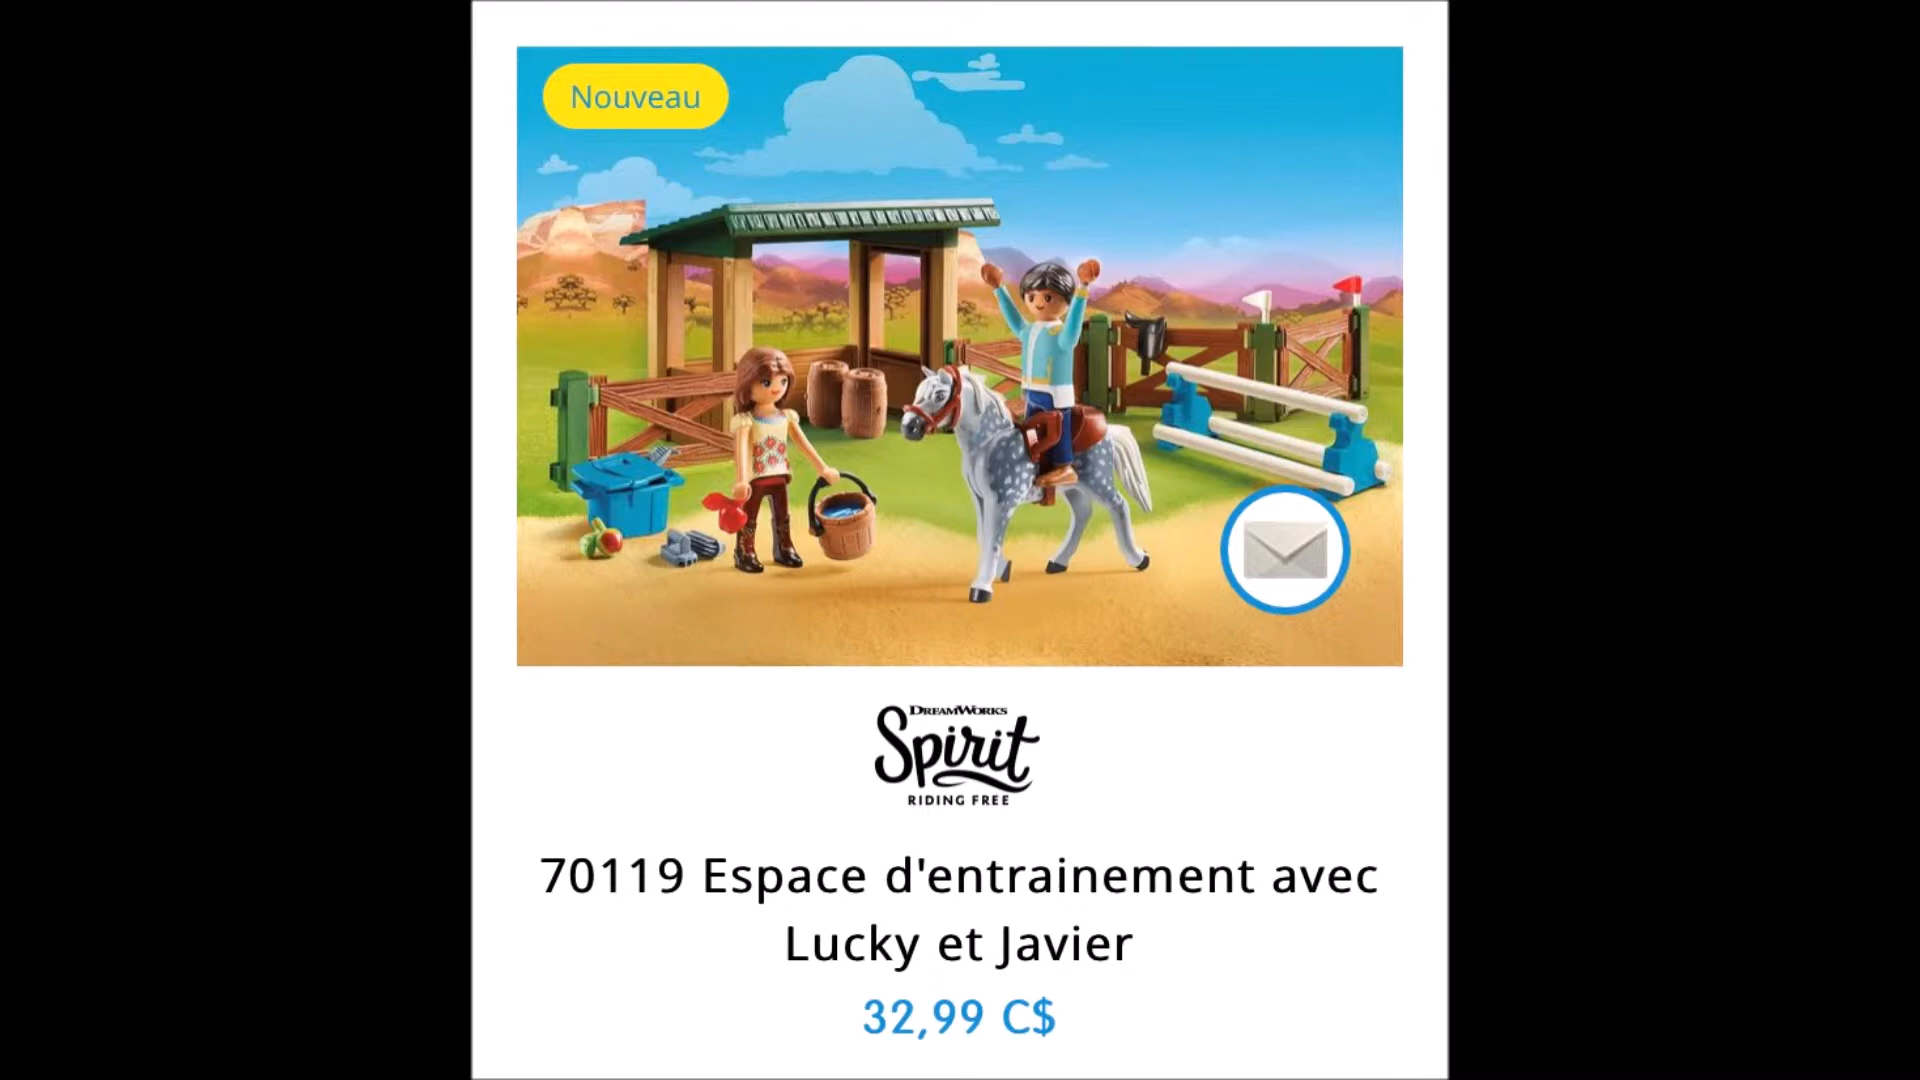 Nouveau
DREAMWORKS
Spirit
RIDING FREE
70119 Espace d'entrainement avec
Lucky et Javier
32,99 C$